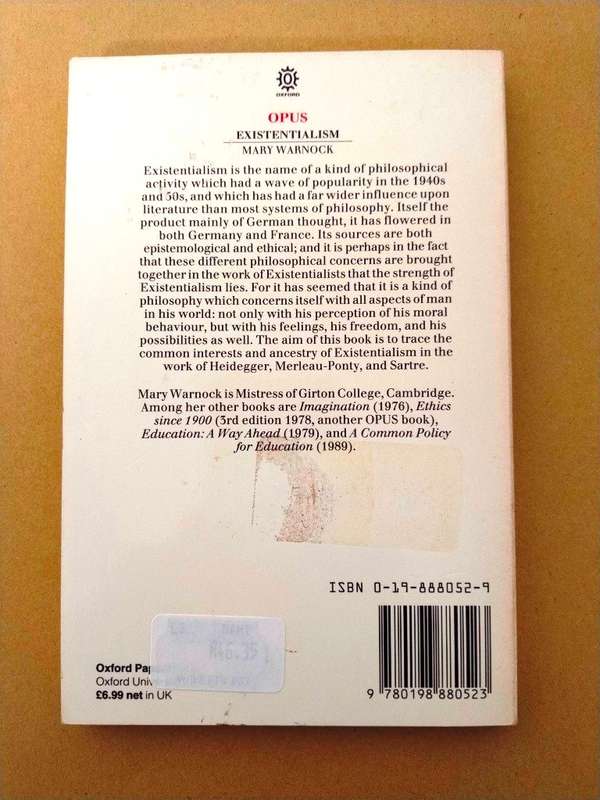 OXFORD
OPUS
EXISTENTIALISM
MARY WARNOCK
Existentialism is the name of a kind of philosophical
activity which had a wave of popularity in the 1940s
and 50s, and which has had a far wider influence upon
literature than most systems of philosophy. Itself the
product mainly of German thought, it has flowered in
both Germany and France. Its sources are both
epistemological and ethical; and it is perhaps in the fact
that these different philosophical concerns are brought
together in the work of Existentialists that the strength of
Existentialism lies. For it has seemed that it is a kind of
philosophy which concerns itself with all aspects of man
in his world: not only with his perception of his moral
behaviour, but with his feelings, his freedom, and his
possibilities as well. The aim of this book is to trace the
common interests and ancestry of Existentialism in the
work of Heidegger, Merleau-Ponty, and Sartre.
Mary Warnock is Mistress of Girton College, Cambridge.
Among her other books are Imagination (1976), Ethics
since 1900 (3rd edition 1978, another OPUS book),
Education: A Way Ahead (1979), and A Common Policy
for Education (1989).
ISBN 0-19-888052-9
Oxford
Oxford
£6.99 net in UK
9 780198 880523